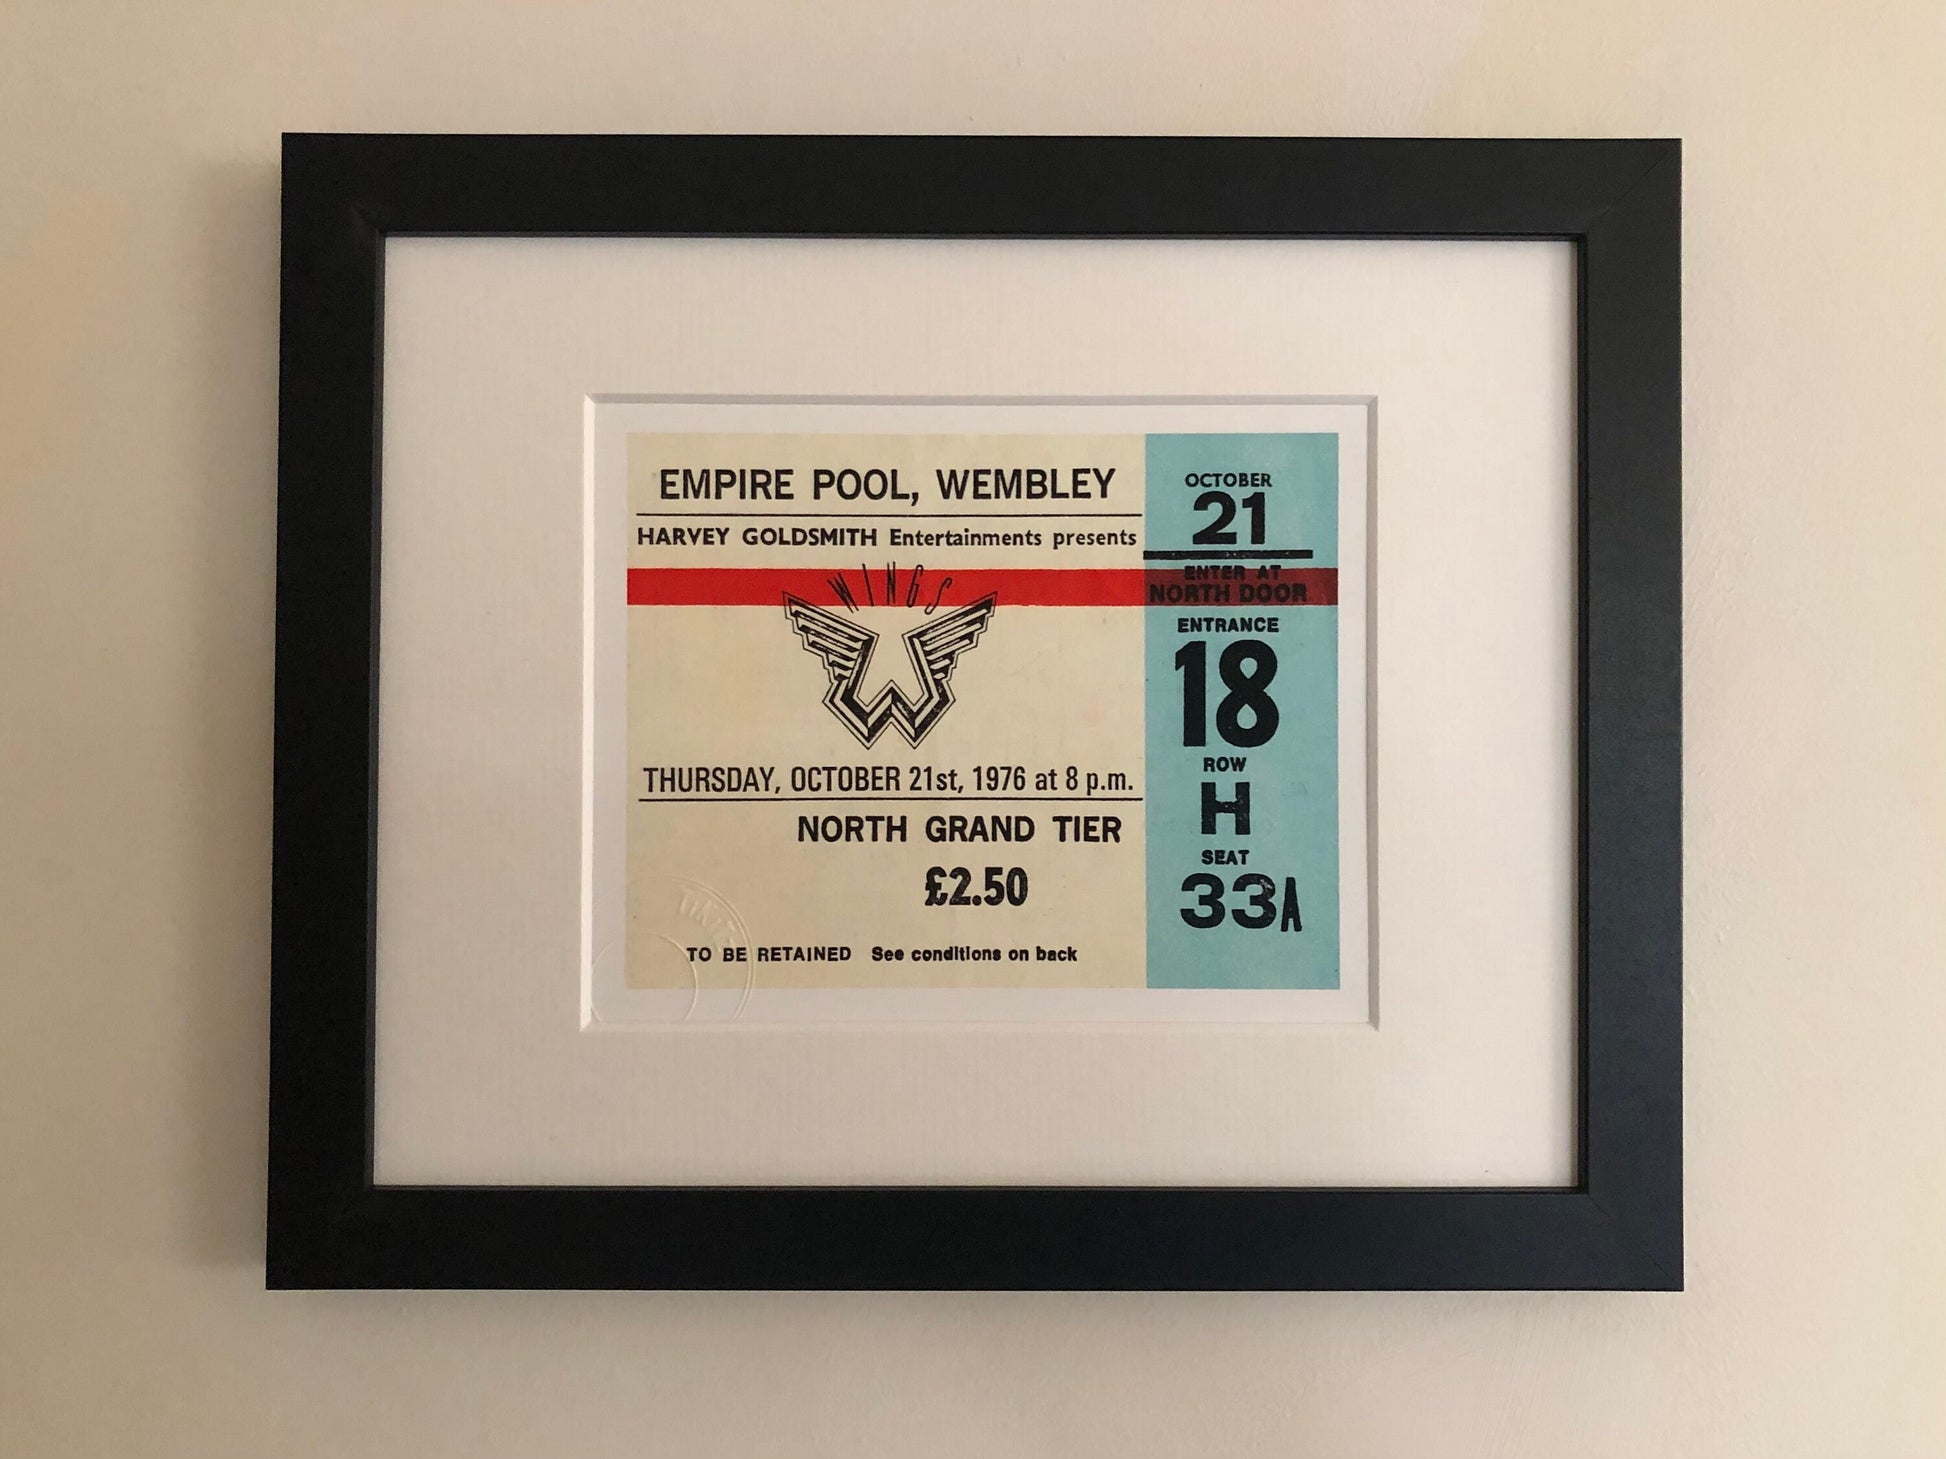 EMPIRE POOL, WEMBLEY
HARVEY GOLDSMITH Entertainments presents
WINGS
W
THURSDAY, OCTOBER 21st, 1976 at 8 p.m.
NORTH GRAND TIER
£2.50
TO BE RETAINED See conditions on back
OCTOBER
21
ENTER AT
NORTH DOOR
ENTRANCE
18
ROW
H
SEAT
33A